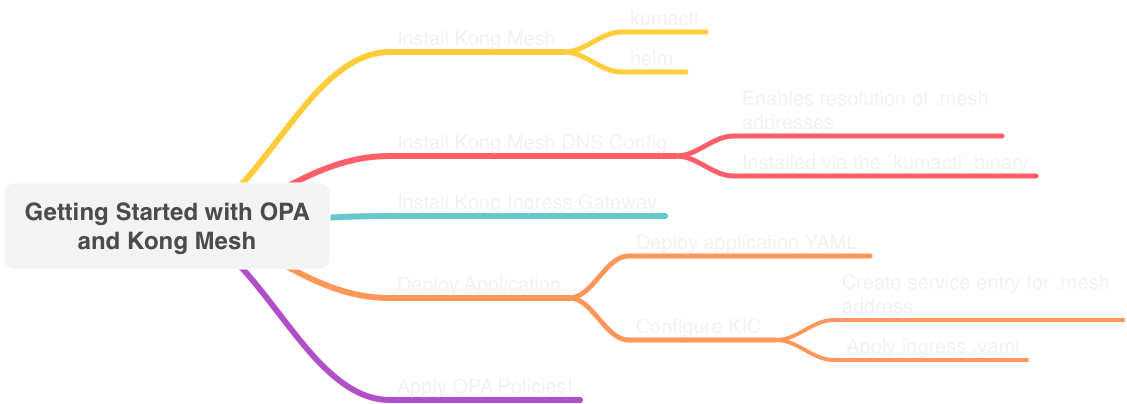 Getting Started with OPA
and Kong Mesh
Install Kong Mesh
kumactl
helm
Install Kong Mesh DNS Config
Enables resolution of .mesh
addresses
Installed via the `kumactl` binary.
Install Kong Ingress Gateway
Deploy Application
Deploy application YAML
Configure KIC
Create service entry for .mesh
address
Apply ingress .yaml
Apply OPA Policies!